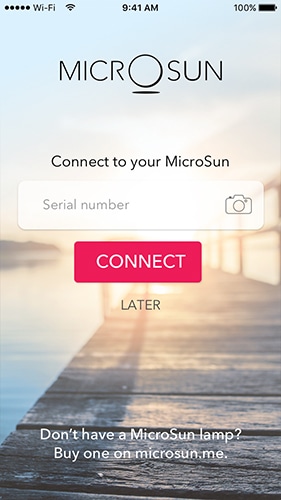 Wi-Fi 9:41 AM 100%
MICROSUN
Connect to your MicroSun
Serial number
CONNECT
LATER
Don't have a MicroSun lamp?
Buy one on microsun.me.